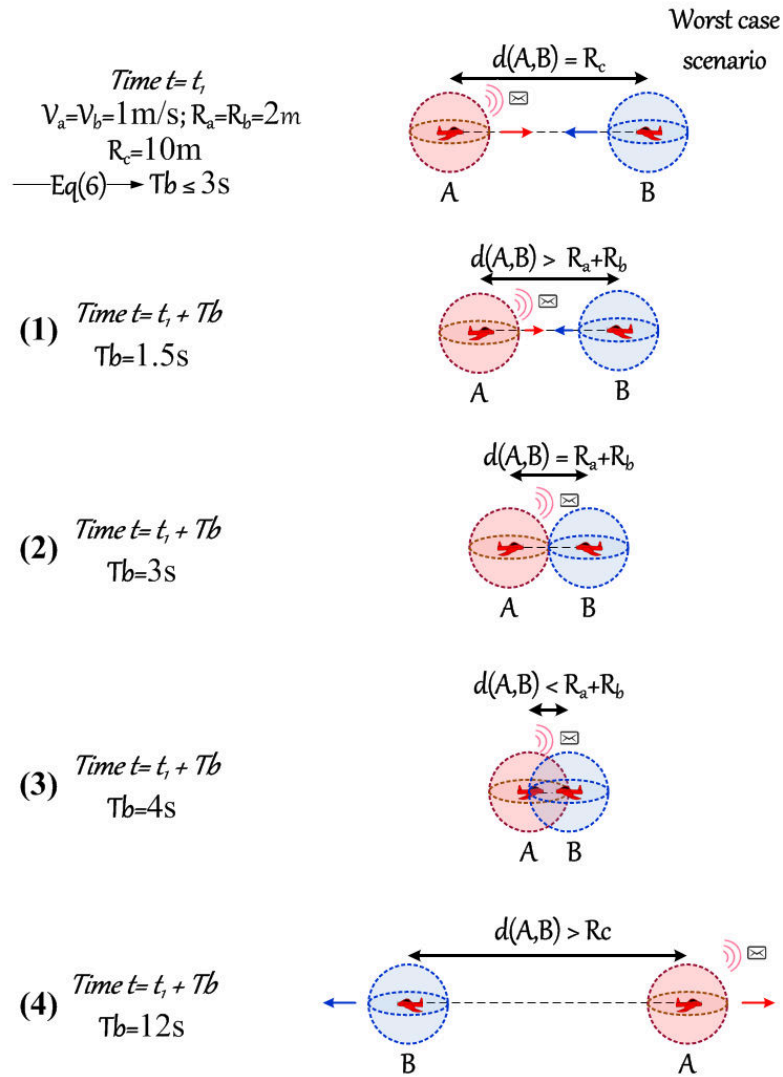 Worst case
scenario
d(A,B) = Rc
Time t= t₁
Va=Vb=1m/s; Ra=Rb=2m
Rc=10m
Eq(6) Tb ≤ 3s
A B
d(A,B) > Ra+Rb
(1) Time t= t₁ + Tb
Tb=1.5s
A B
d(A,B) = Ra+Rb
(2) Time t= t₁ + Tb
Tb=3s
A B
d(A,B) < Ra+Rb
(3) Time t= t₁ + Tb
Tb=4s
A B
d(A,B) > Rc
(4) Time t= t₁ + Tb
Tb=12s
B A